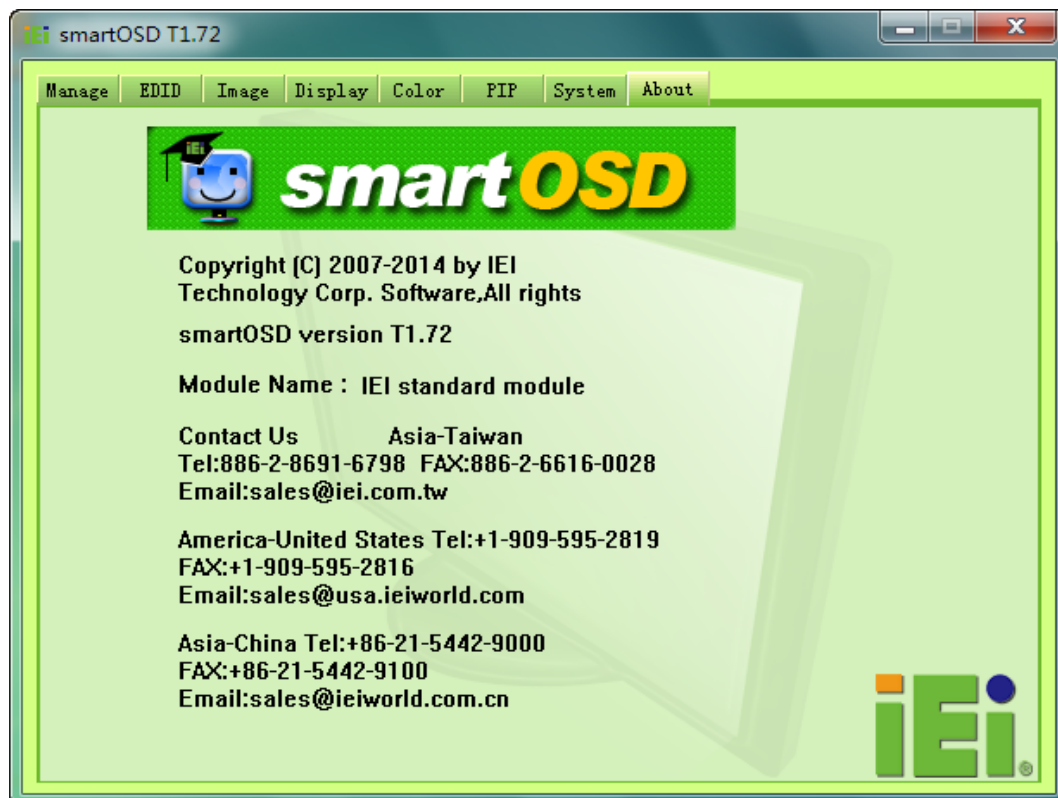 iEi smartOSD T1.72
Manage EDID Image Display Color PIP System About
iEi
smartOSD
Copyright (C) 2007-2014 by IEI
Technology Corp. Software,All rights
smartOSD version T1.72
Module Name : IEI standard module
Contact Us Asia-Taiwan
Tel:886-2-8691-6798 FAX:886-2-6616-0028
Email:sales@iei.com.tw
America-United States Tel:+1-909-595-2819
FAX:+1-909-595-2816
Email:sales@usa.ieiworld.com
Asia-China Tel:+86-21-5442-9000
FAX:+86-21-5442-9100
Email:sales@ieiworld.com.cn
iEi®